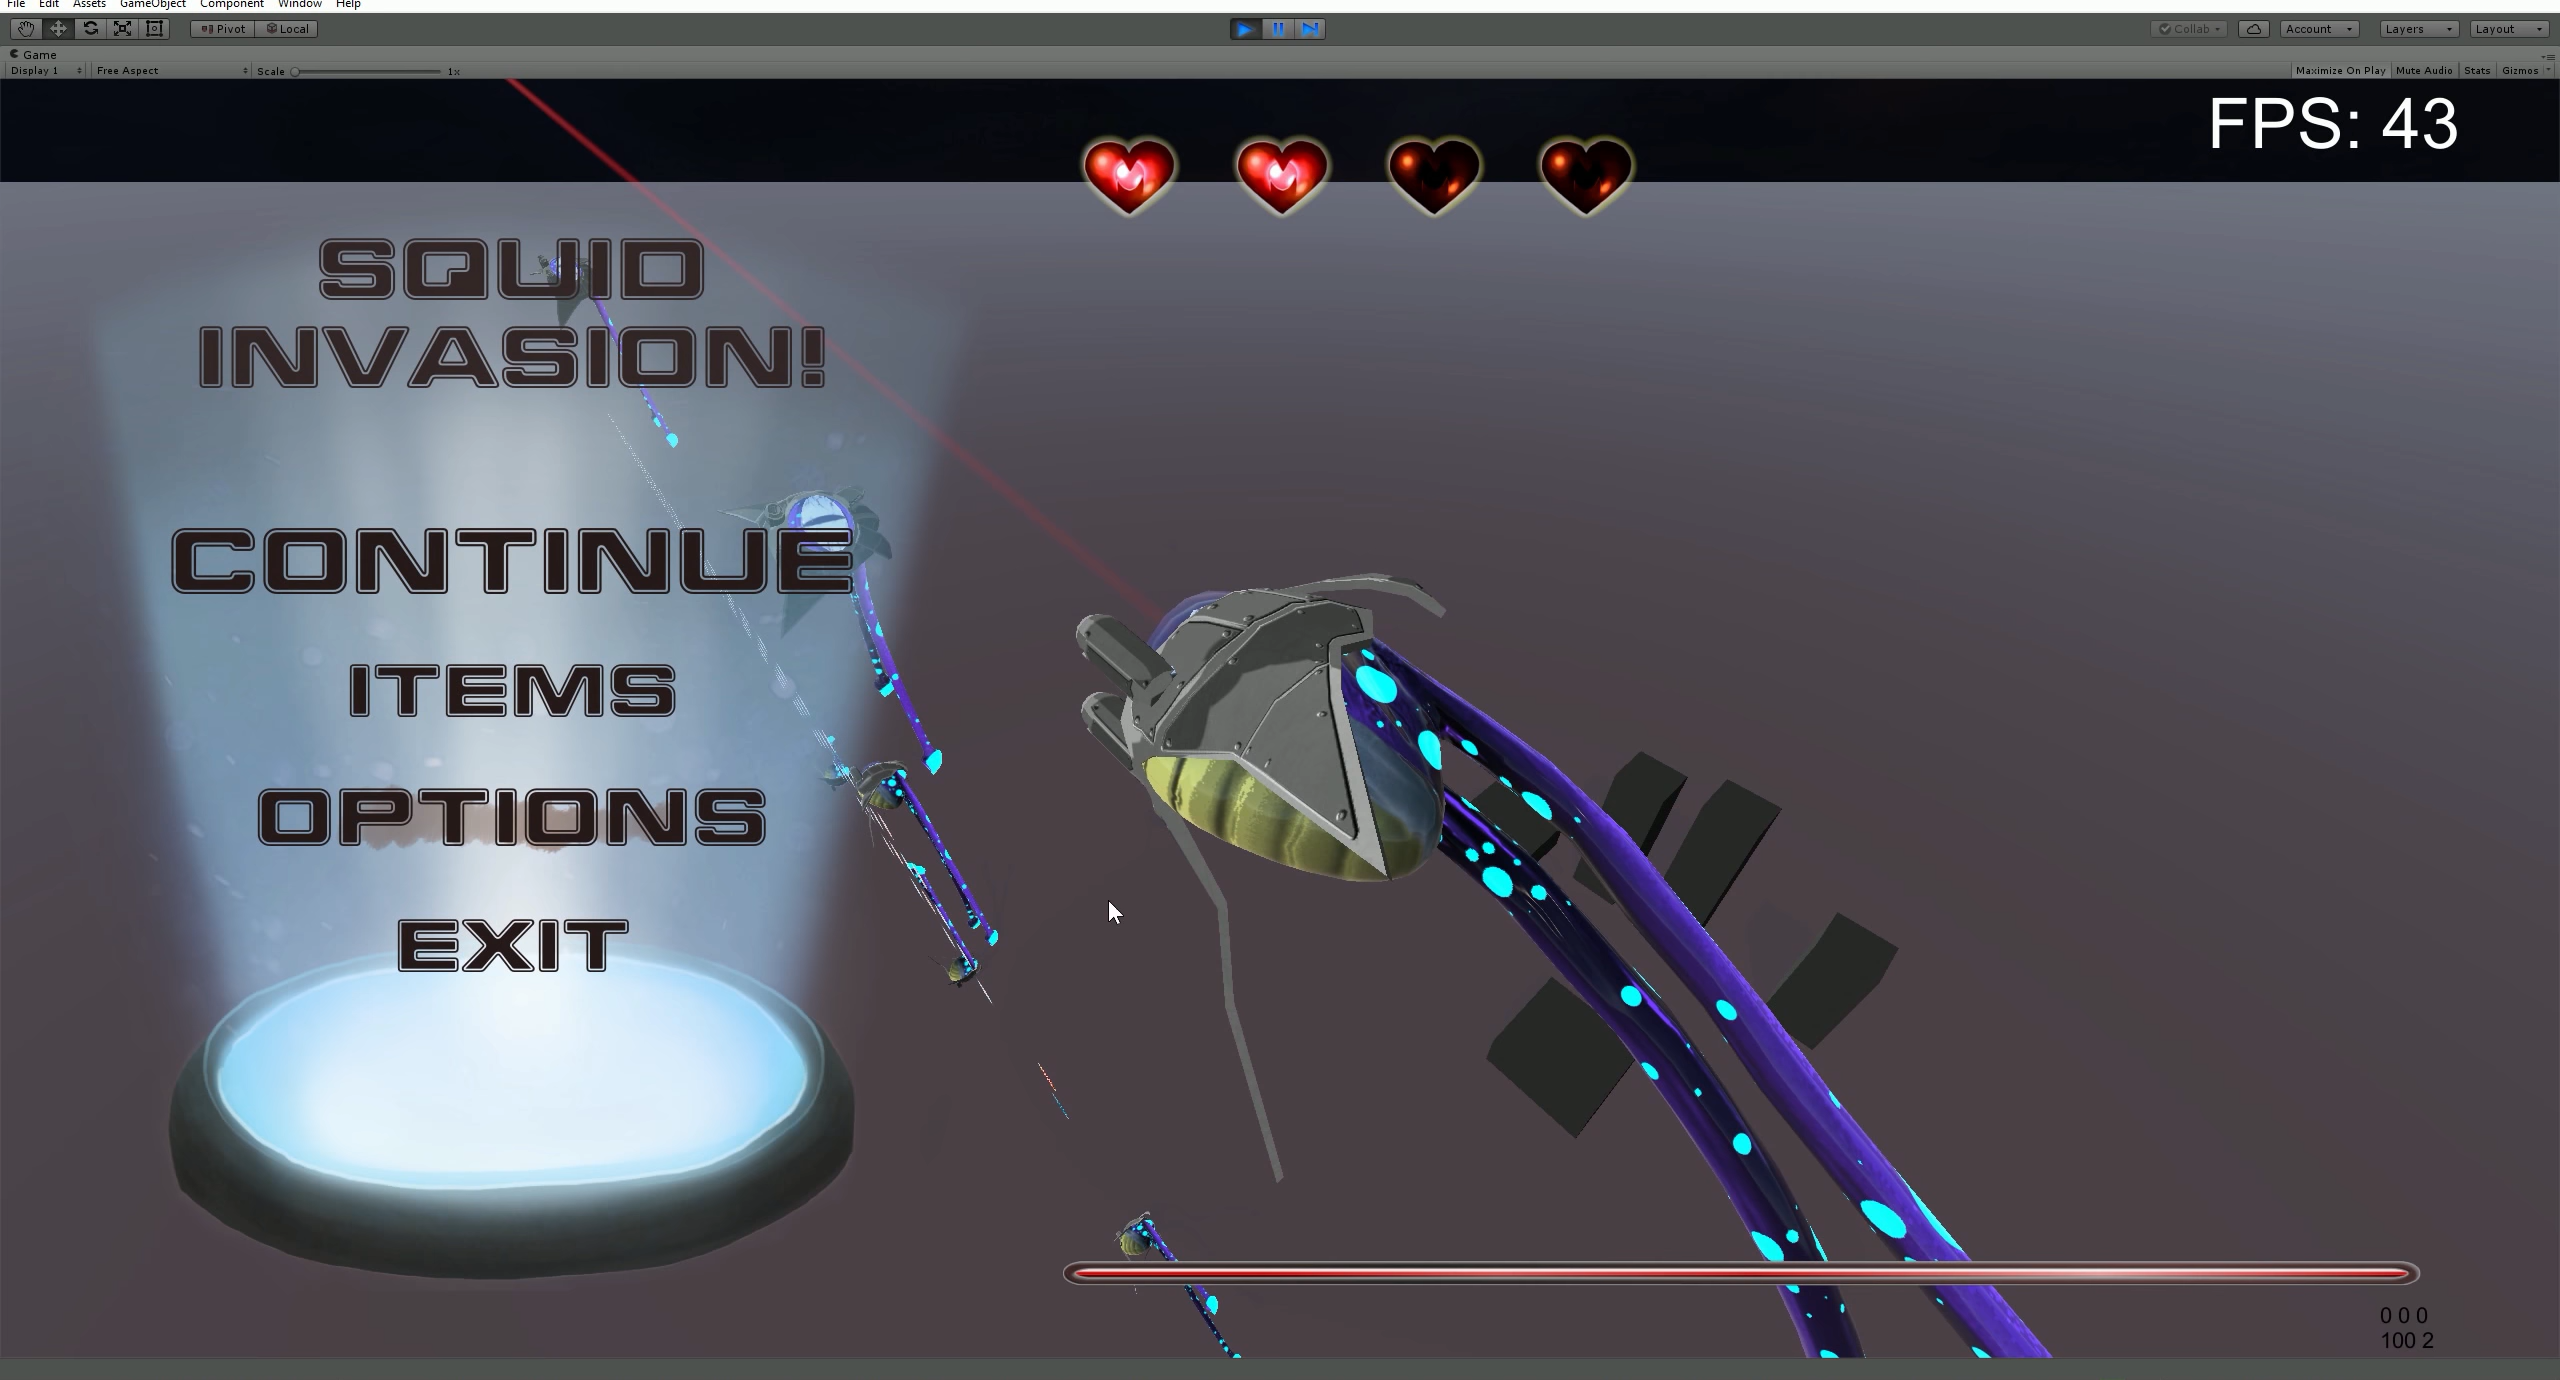 File Edit Assets GameObject Component Window Help
Pivot Local Collab Account Layers Layout
Game
Display 1 Free Aspect Scale 1x Maximize On Play Mute Audio Stats Gizmos
FPS: 43
SQUID
INVASION!
CONTINUE
ITEMS
OPTIONS
EXIT
0 0 0
100 2